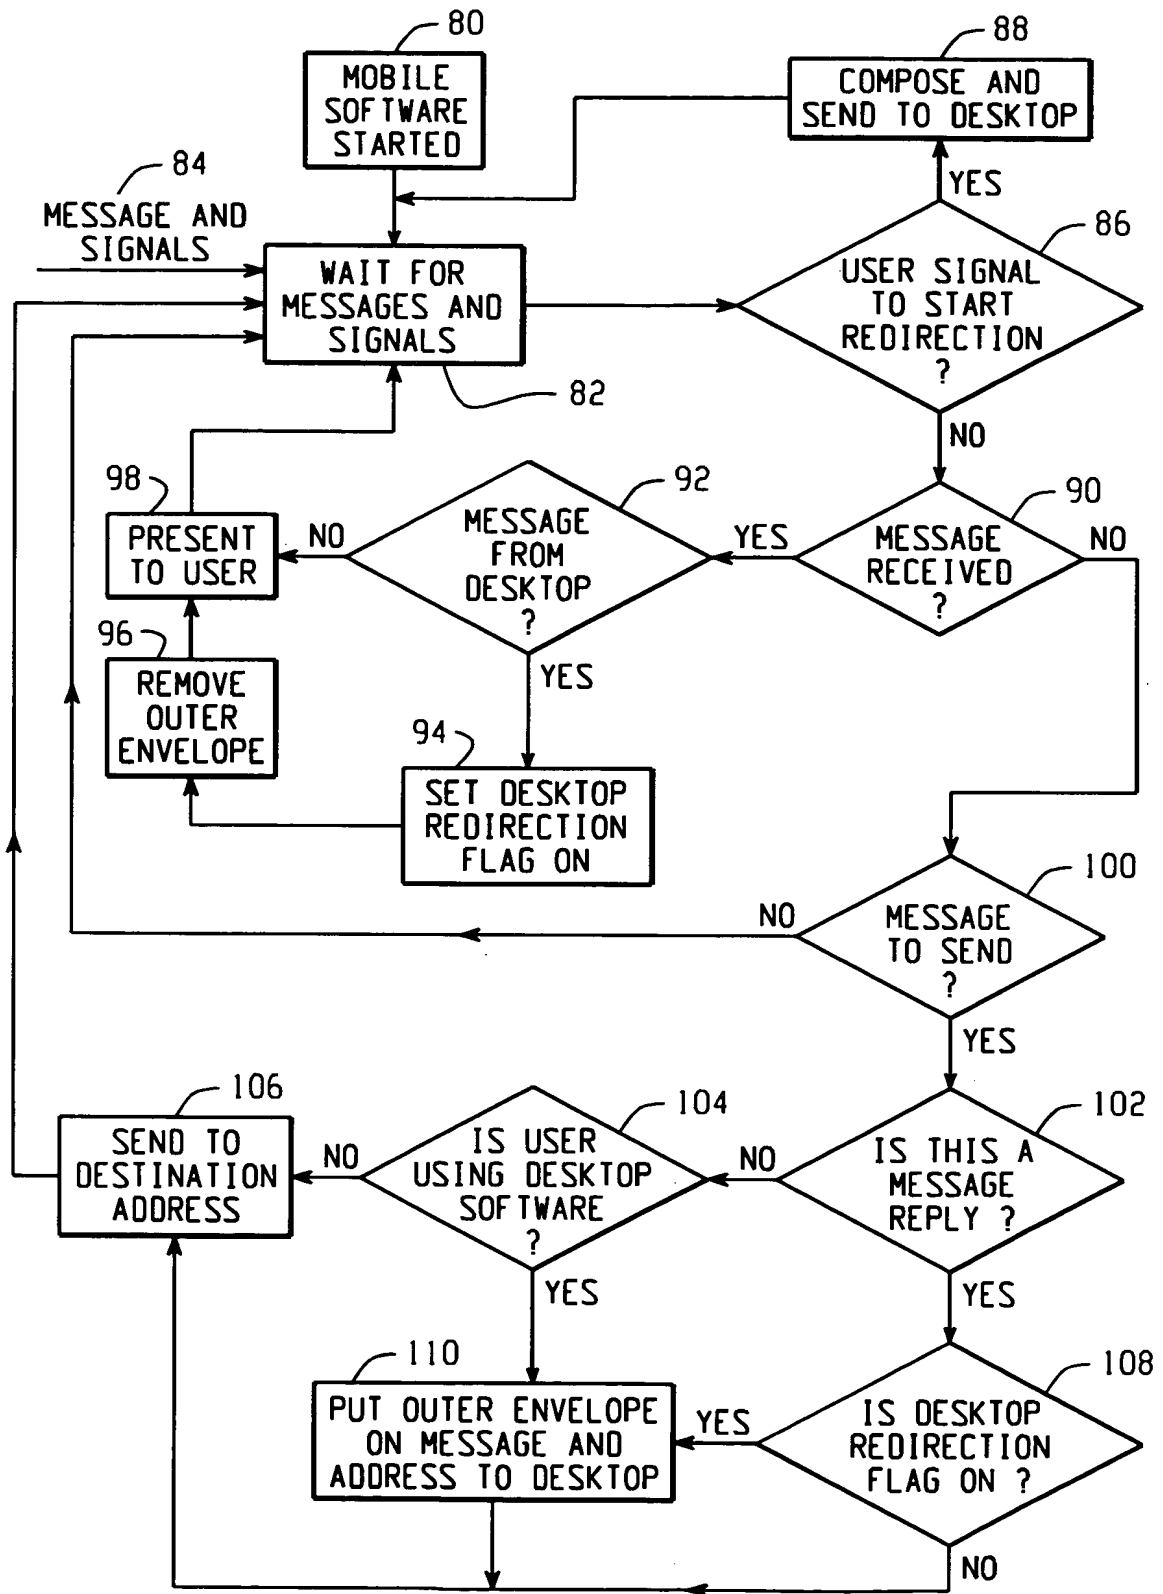 80
MOBILE
SOFTWARE
STARTED
88
COMPOSE AND
SEND TO DESKTOP
84
MESSAGE AND
SIGNALS
YES
86
WAIT FOR
MESSAGES AND
SIGNALS
82
USER SIGNAL
TO START
REDIRECTION
?
NO
98
PRESENT
TO USER
NO
92
MESSAGE
FROM
DESKTOP
?
YES
90
MESSAGE
RECEIVED
?
NO
96
REMOVE
OUTER
ENVELOPE
YES
94
SET DESKTOP
REDIRECTION
FLAG ON
100
NO
MESSAGE
TO SEND
?
YES
106
SEND TO
DESTINATION
ADDRESS
NO
104
IS USER
USING DESKTOP
SOFTWARE
?
NO
102
IS THIS A
MESSAGE
REPLY ?
YES
YES
110
PUT OUTER ENVELOPE
ON MESSAGE AND
ADDRESS TO DESKTOP
YES
108
IS DESKTOP
REDIRECTION
FLAG ON ?
NO